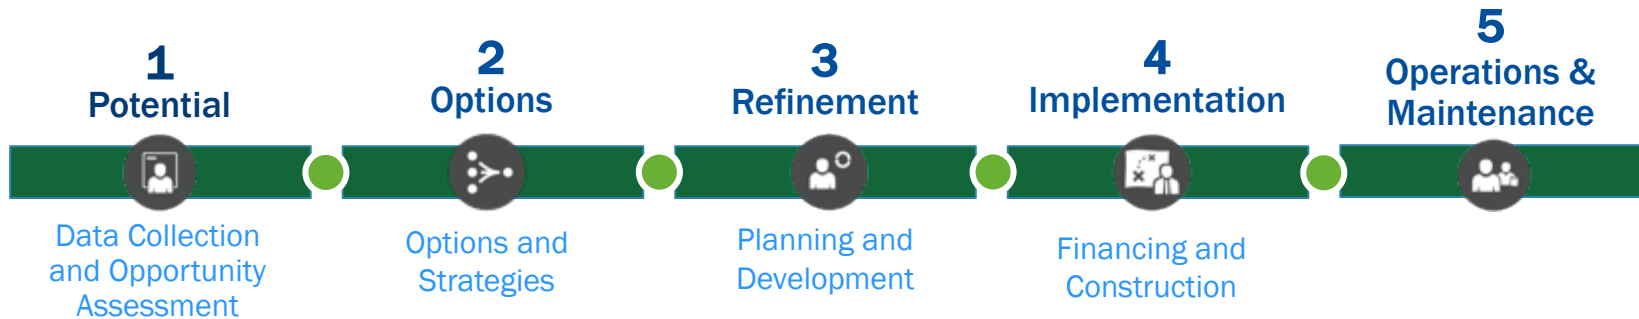 1
Potential
Data Collection
and Opportunity
Assessment
2
Options
Options and
Strategies
3
Refinement
Planning and
Development
4
Implementation
Financing and
Construction
5
Operations &
Maintenance